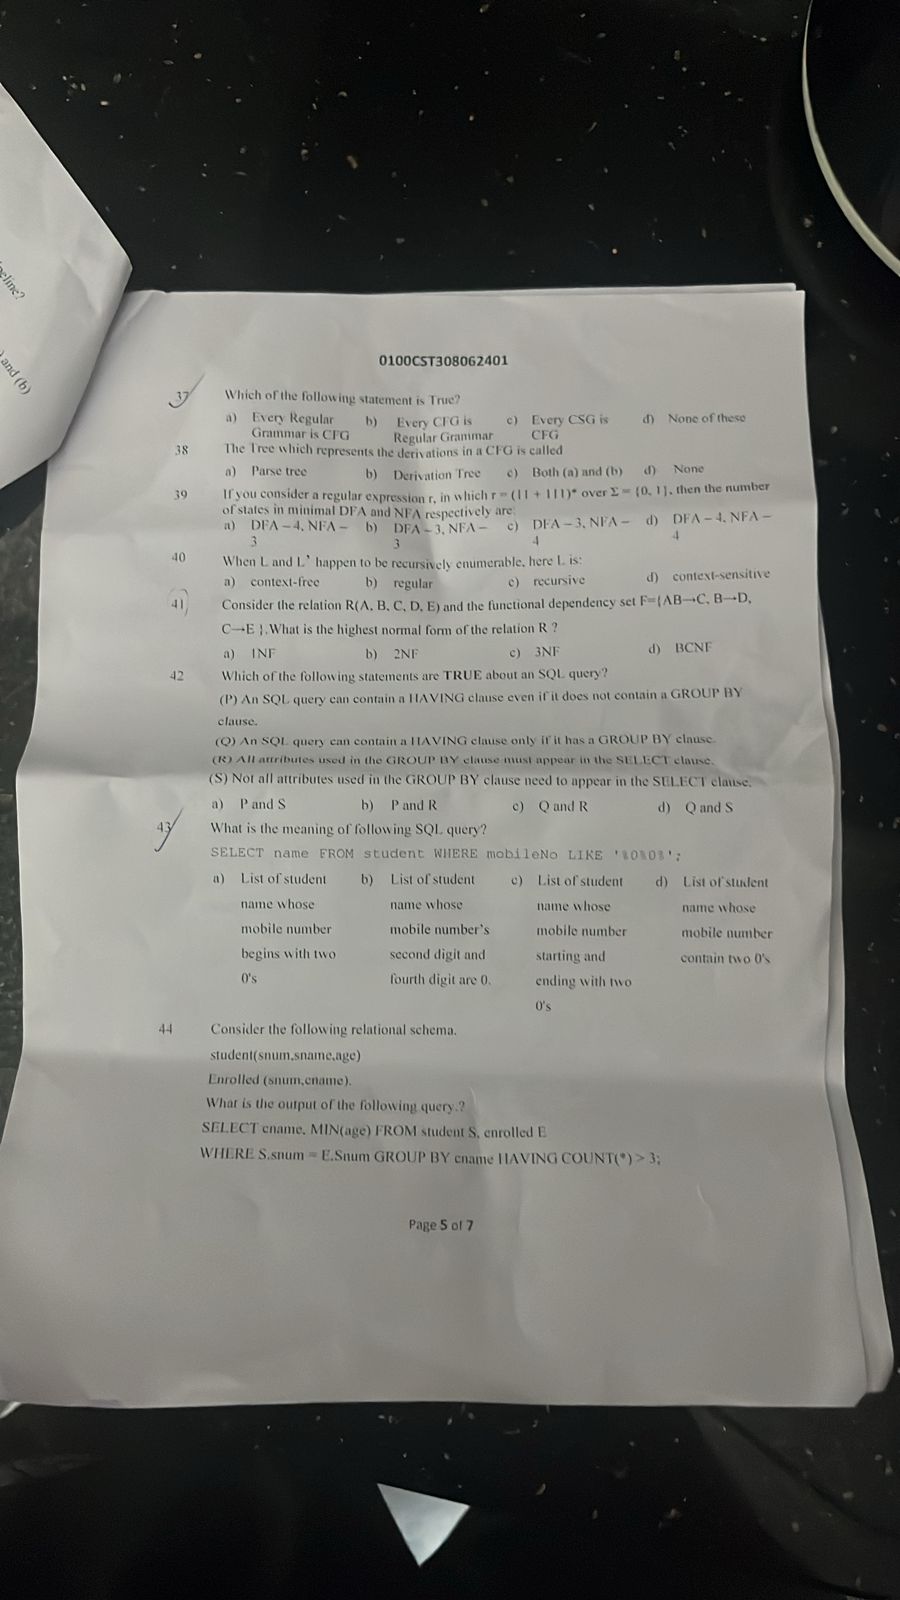 peline?
) and (b)
0100CST308062401
37 Which of the following statement is True?
a) Every Regular Grammar is CFG b) Every CFG is Regular Grammar c) Every CSG is CFG d) None of these
38 The Tree which represents the derivations in a CFG is called
a) Parse tree b) Derivation Tree c) Both (a) and (b) d) None
39 If you consider a regular expression r, in which r = (11 + 111)* over Σ = {0, 1}, then the number
of states in minimal DFA and NFA respectively are:
a) DFA – 4, NFA – 3 b) DFA – 3, NFA – 3 c) DFA – 3, NFA – 4 d) DFA – 4, NFA – 4
40 When L and L’ happen to be recursively enumerable, here L is:
a) context-free b) regular c) recursive d) context-sensitive
41 Consider the relation R(A, B, C, D, E) and the functional dependency set F={AB→C, B→D,
C→E }.What is the highest normal form of the relation R ?
a) 1NF b) 2NF c) 3NF d) BCNF
42 Which of the following statements are TRUE about an SQL query?
(P) An SQL query can contain a HAVING clause even if it does not contain a GROUP BY
clause.
(Q) An SQL query can contain a HAVING clause only if it has a GROUP BY clause.
(R) All attributes used in the GROUP BY clause must appear in the SELECT clause.
(S) Not all attributes used in the GROUP BY clause need to appear in the SELECT clause.
a) P and S b) P and R c) Q and R d) Q and S
43 What is the meaning of following SQL query?
SELECT name FROM student WHERE mobileNo LIKE '%0%0%';
a) List of student b) List of student c) List of student d) List of student
name whose name whose name whose name whose
mobile number mobile number’s mobile number mobile number
begins with two second digit and starting and contain two 0's
0's fourth digit are 0. ending with two
0's
44 Consider the following relational schema.
student(snum,sname,age)
Enrolled (snum,cname).
What is the output of the following query.?
SELECT cname, MIN(age) FROM student S, enrolled E
WHERE S.snum = E.Snum GROUP BY cname HAVING COUNT(*) > 3;
Page 5 of 7